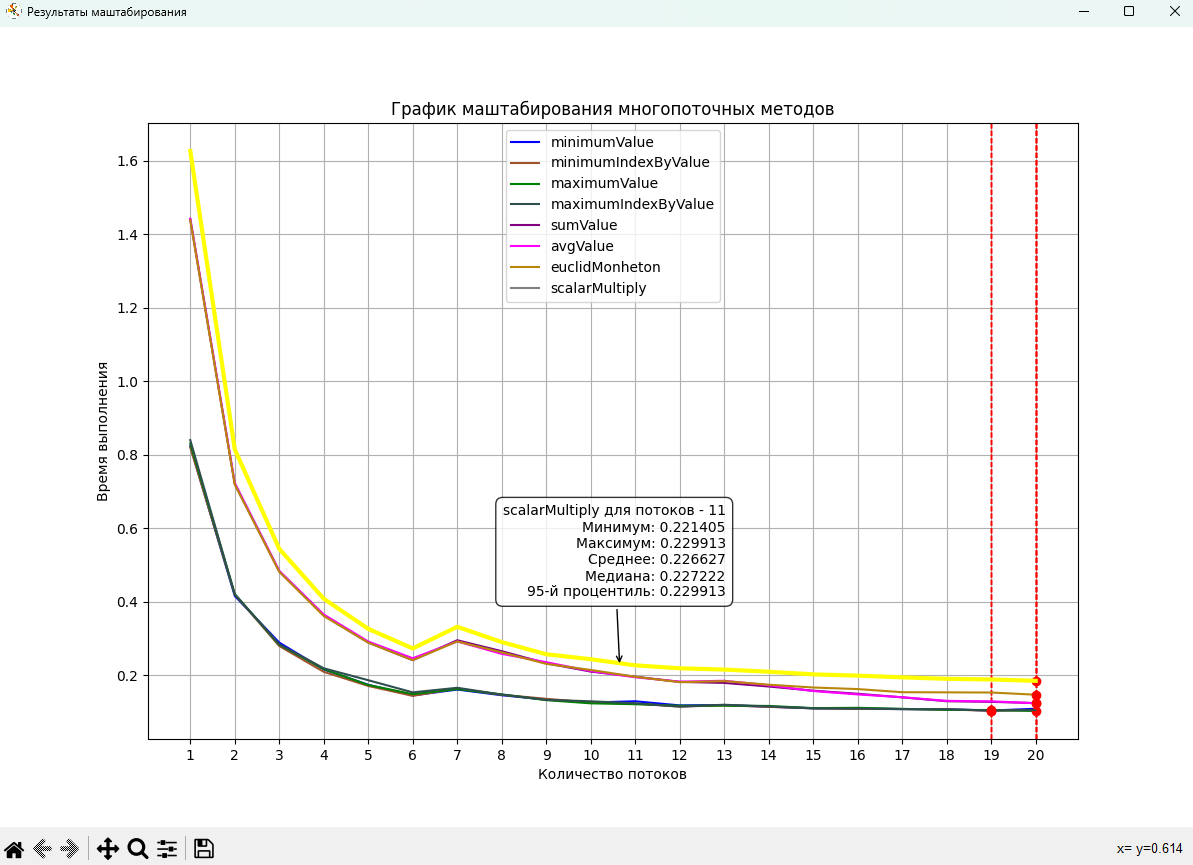 Результаты маштабирования
График маштабирования многопоточных методов
minimumValue
minimumIndexByValue
maximumValue
maximumIndexByValue
sumValue
avgValue
euclidMonheton
scalarMultiply
Время выполнения
1.6
1.4
1.2
1.0
0.8
0.6
0.4
0.2
scalarMultiply для потоков - 11
Минимум: 0.221405
Максимум: 0.229913
Среднее: 0.226627
Медиана: 0.227222
95-й процентиль: 0.229913
1 2 3 4 5 6 7 8 9 10 11 12 13 14 15 16 17 18 19 20
Количество потоков
x= y=0.614